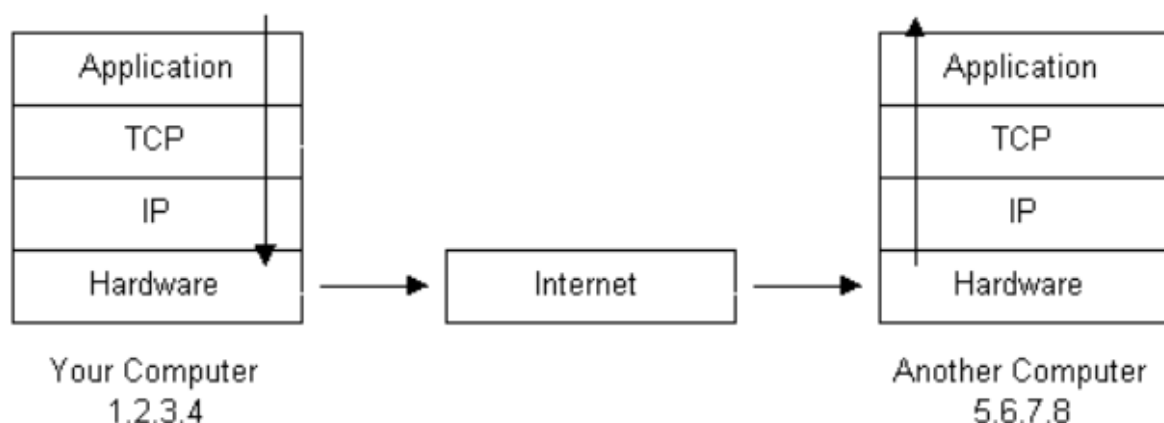 Application
TCP
IP
Hardware
Your Computer
1.2.3.4
Internet
Application
TCP
IP
Hardware
Another Computer
5.6.7.8